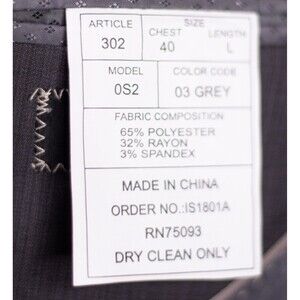 ARTICLE SIZE
302 CHEST LENGTH
40 L
MODEL COLOR CODE
0S2 03 GREY
FABRIC COMPOSITION
65% POLYESTER
32% RAYON
3% SPANDEX
MADE IN CHINA
ORDER NO.:IS1801A
RN75093
DRY CLEAN ONLY